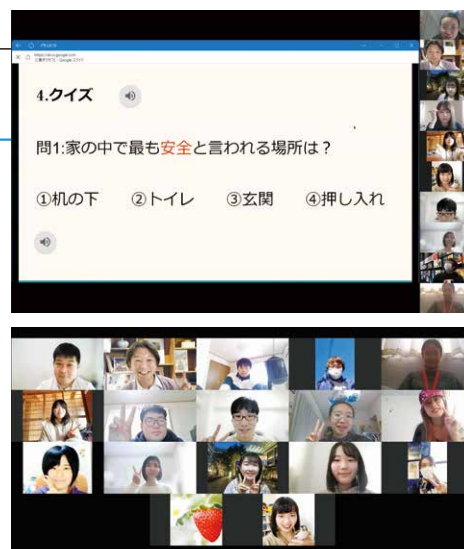 4.クイズ
問1:家の中で最も安全と言われる場所は？
①机の下 ②トイレ ③玄関 ④押し入れ